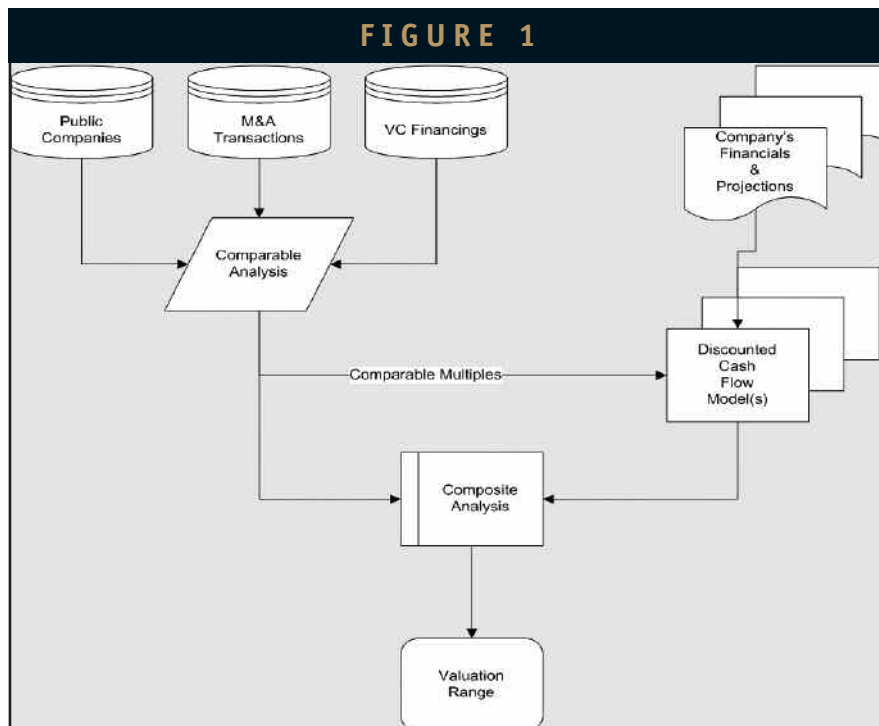 FIGURE 1
Public
Companies
M&A
Transactions
VC Financings
Company's
Financials
&
Projections
Comparable
Analysis
Comparable Multiples
Discounted
Cash
Flow
Model(s)
Composite
Analysis
Valuation
Range